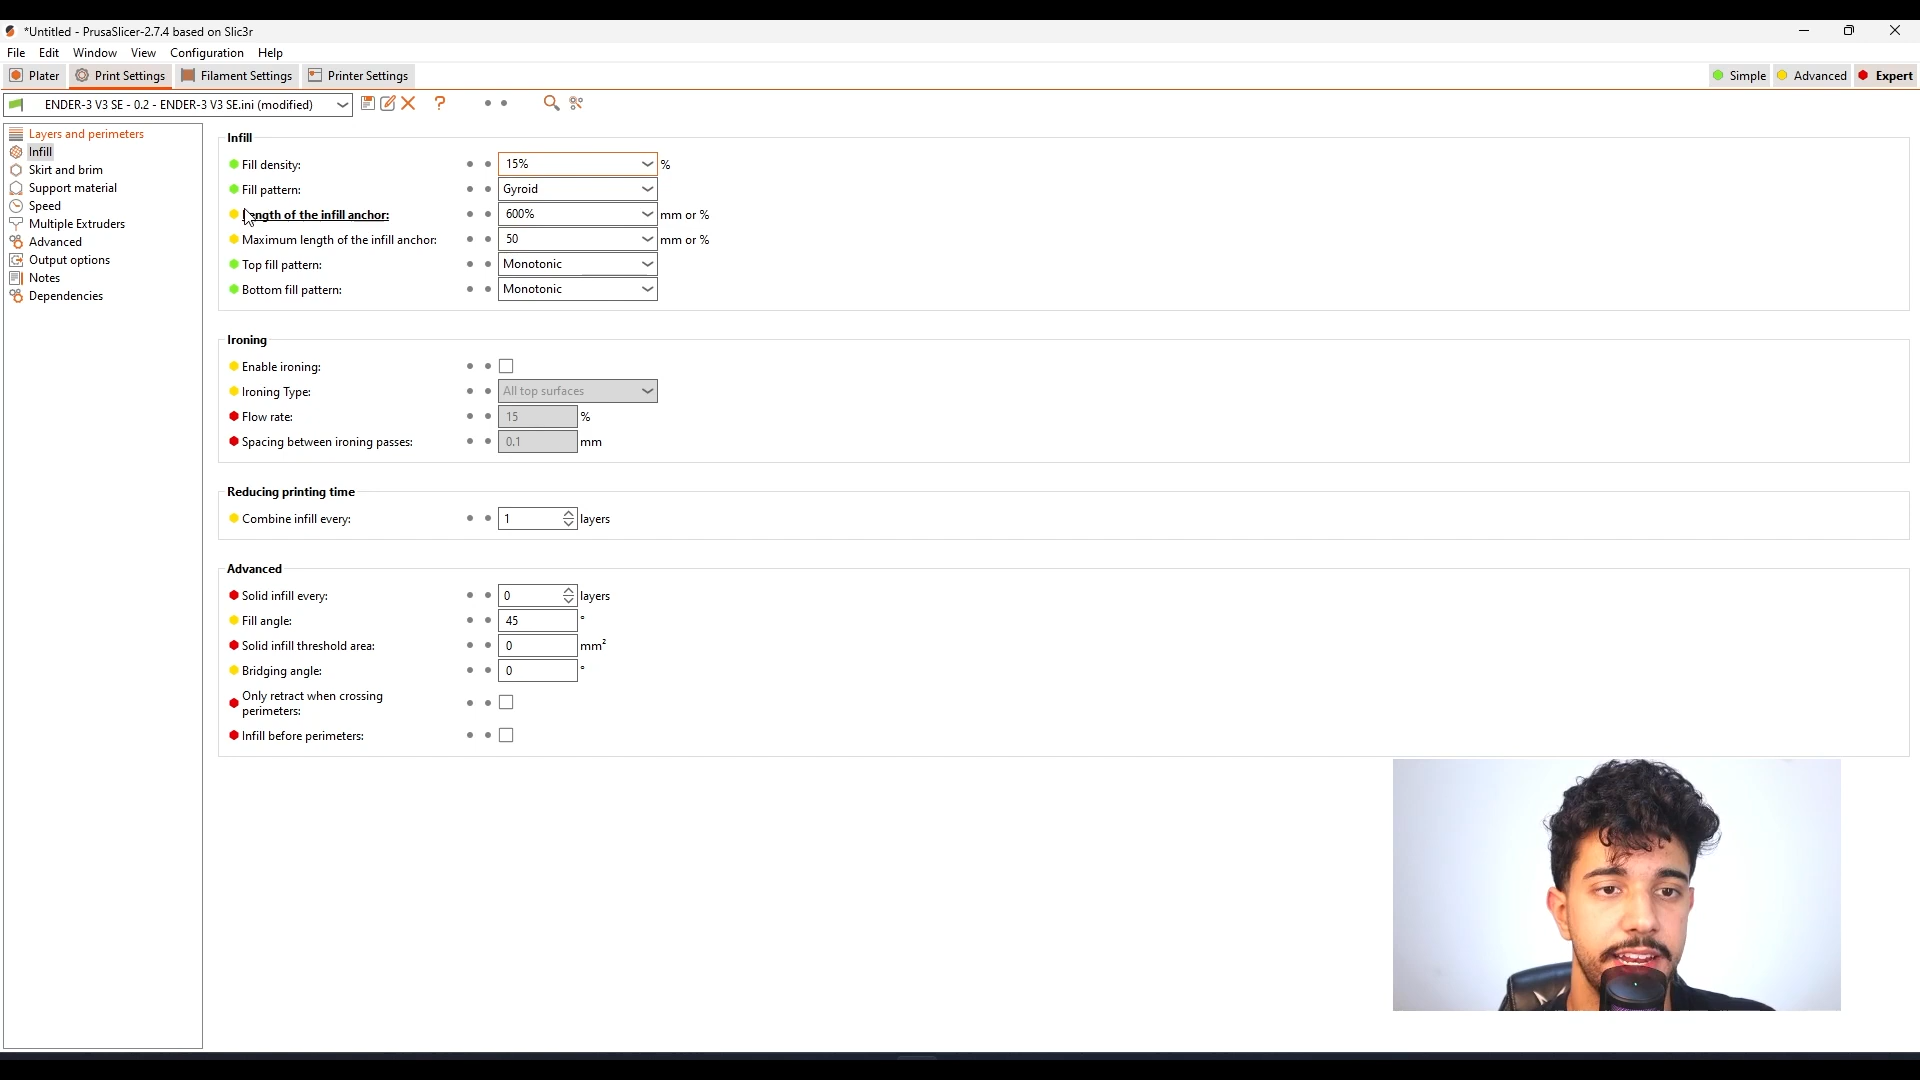 *Untitled - PrusaSlicer-2.7.4 based on Slic3r
File Edit Window View Configuration Help
Plater Print Settings Filament Settings Printer Settings Simple Advanced Expert
ENDER-3 V3 SE - 0.2 - ENDER-3 V3 SE.ini (modified) ?
Layers and perimeters
Infill
Skirt and brim
Support material
Speed
Multiple Extruders
Advanced
Output options
Notes
Dependencies
Infill
Fill density: 15% %
Fill pattern: Gyroid
Length of the infill anchor: 600% mm or %
Maximum length of the infill anchor: 50 mm or %
Top fill pattern: Monotonic
Bottom fill pattern: Monotonic
Ironing
Enable ironing:
Ironing Type: All top surfaces
Flow rate: 15 %
Spacing between ironing passes: 0.1 mm
Reducing printing time
Combine infill every: 1 layers
Advanced
Solid infill every: 0 layers
Fill angle: 45 °
Solid infill threshold area: 0 mm²
Bridging angle: 0 °
Only retract when crossing
perimeters:
Infill before perimeters: